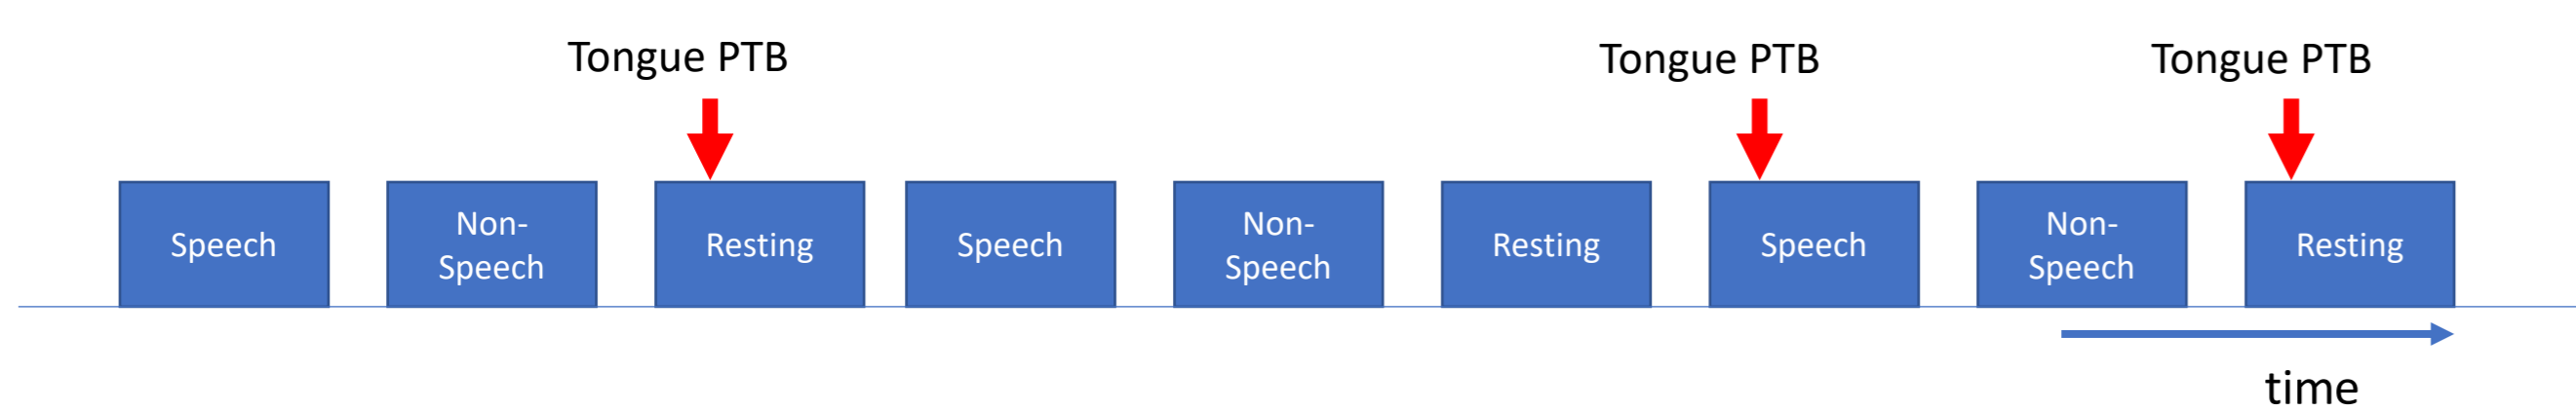 Tongue PTB
Tongue PTB
Tongue PTB
Speech
Non-
Speech
Resting
Speech
Non-
Speech
Resting
Speech
Non-
Speech
Resting
time